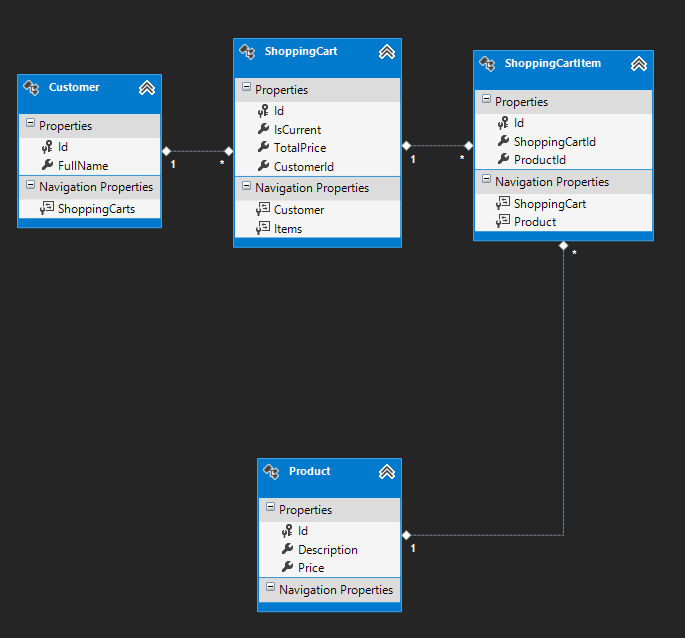 Customer
Properties
Id
FullName
Navigation Properties
ShoppingCarts
1
*
ShoppingCart
Properties
Id
IsCurrent
TotalPrice
CustomerId
Navigation Properties
Customer
Items
1
*
ShoppingCartItem
Properties
Id
ShoppingCartId
ProductId
Navigation Properties
ShoppingCart
Product
*
Product
Properties
Id
Description
Price
Navigation Properties
1